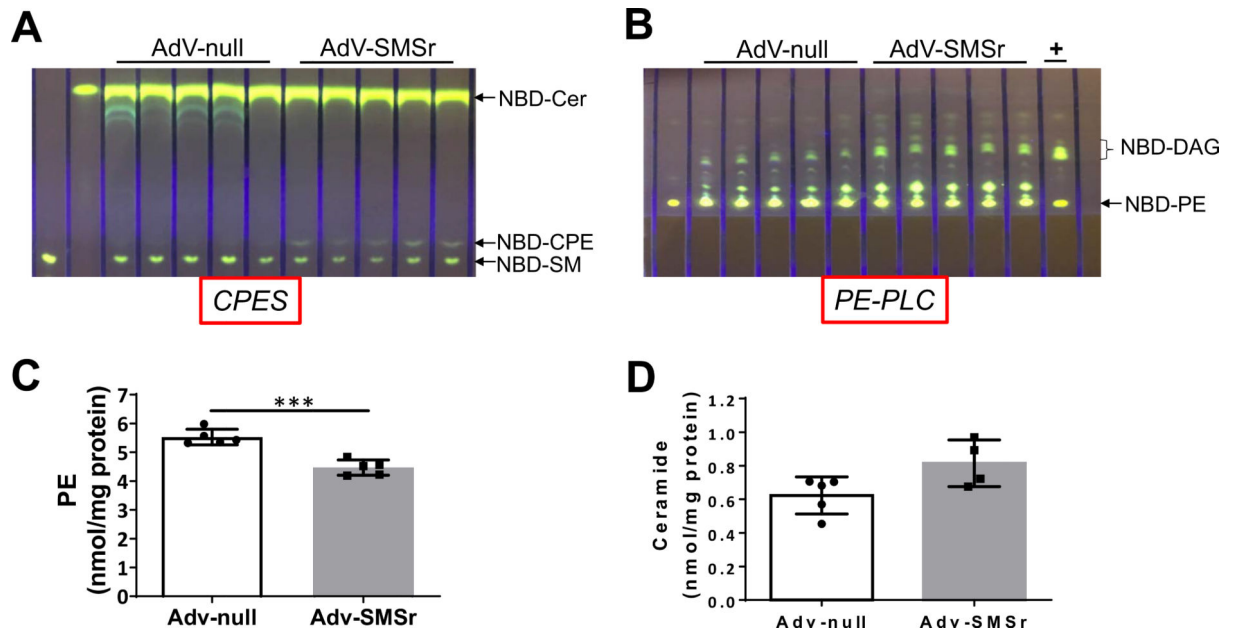 A
AdV-null
AdV-SMSr
NBD-Cer
NBD-CPE
NBD-SM
CPES
B
AdV-null
AdV-SMSr
+
NBD-DAG
NBD-PE
PE-PLC
C
PE
(nmol/mg protein)
7
6
5
4
3
2
1
0
***
Adv-null
Adv-SMSr
D
Ceramide
(nmol/mg protein)
1.2
1.0
0.8
0.6
0.4
0.2
0.0
Adv-null
Adv-SMSr